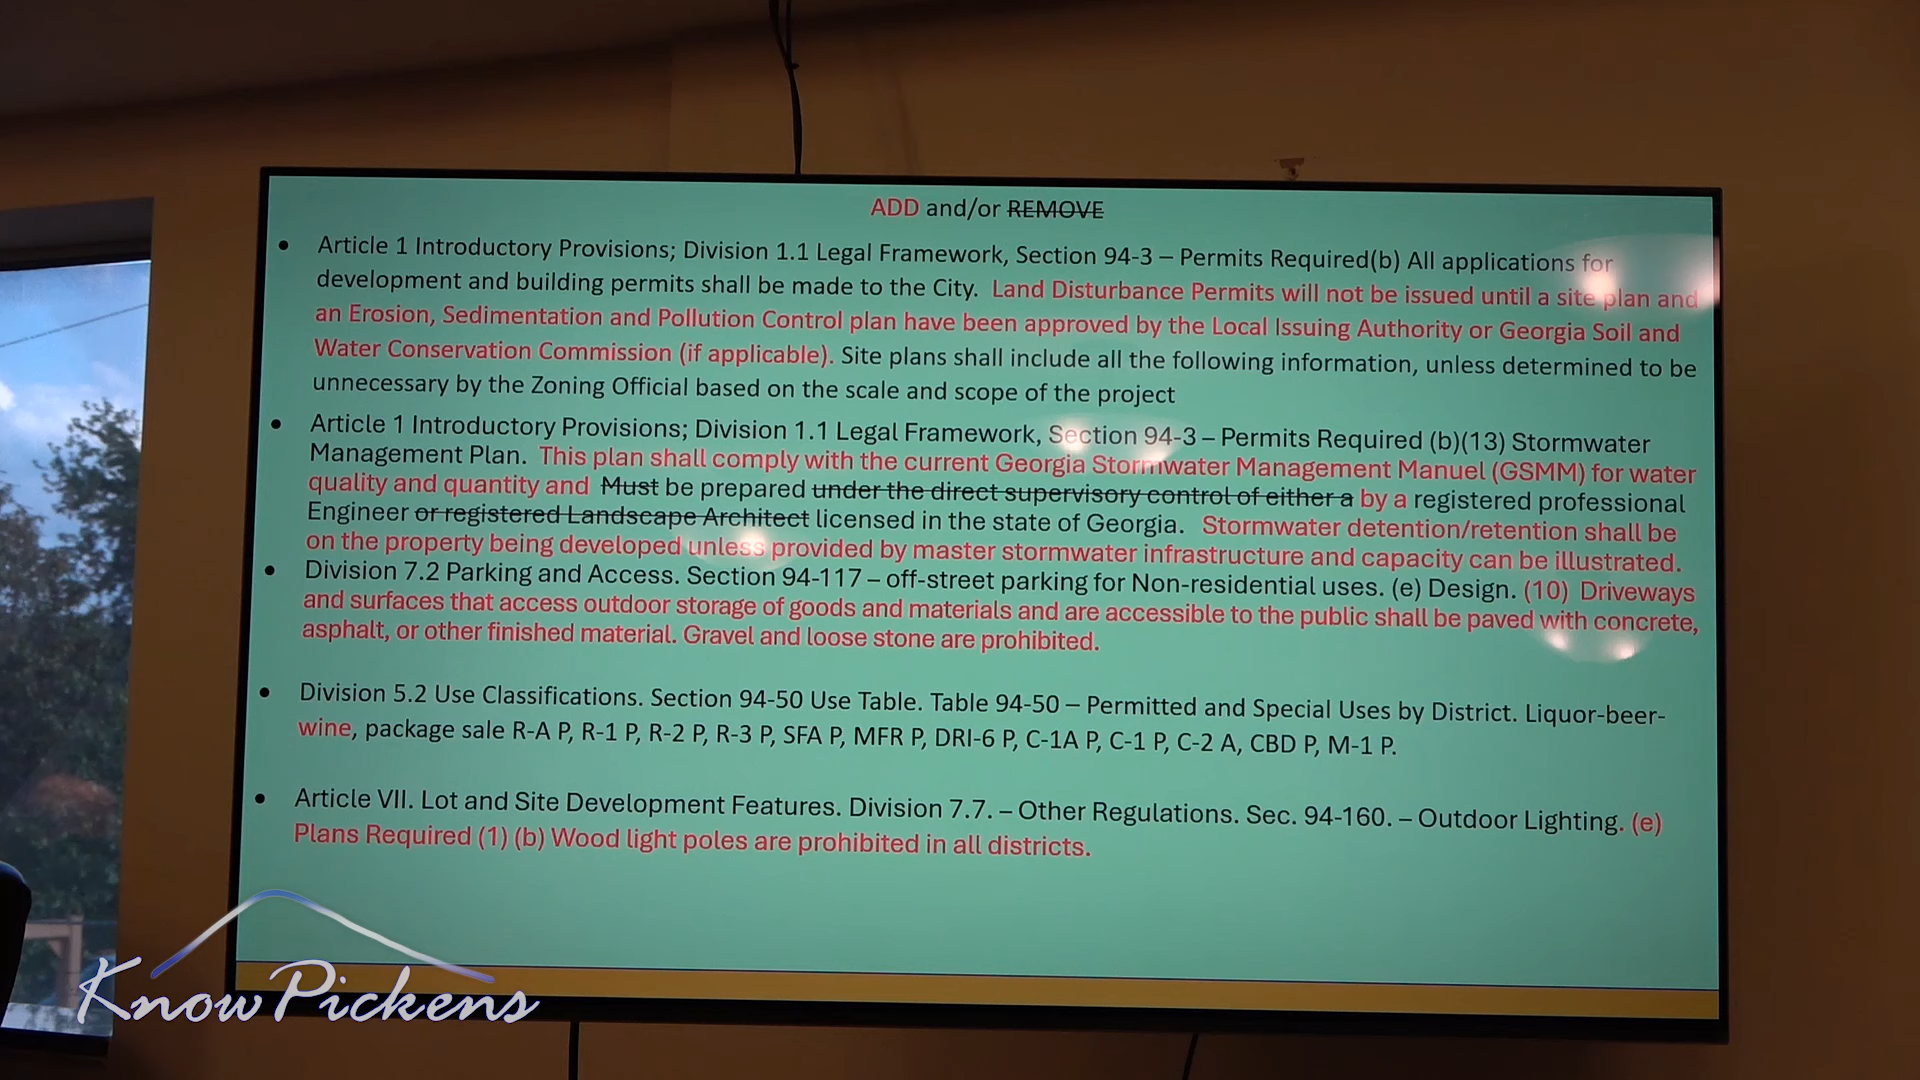 ADD and/or REMOVE
• Article 1 Introductory Provisions; Division 1.1 Legal Framework, Section 94-3 – Permits Required(b) All applications for
development and building permits shall be made to the City. Land Disturbance Permits will not be issued until a site plan and
an Erosion, Sedimentation and Pollution Control plan have been approved by the Local Issuing Authority or Georgia Soil and
Water Conservation Commission (if applicable). Site plans shall include all the following information, unless determined to be
unnecessary by the Zoning Official based on the scale and scope of the project
• Article 1 Introductory Provisions; Division 1.1 Legal Framework, Section 94-3 – Permits Required (b)(13) Stormwater
Management Plan. This plan shall comply with the current Georgia Stormwater Management Manuel (GSMM) for water
quality and quantity and Must be prepared under the direct supervisory control of either a by a registered professional
Engineer or registered Landscape Architect licensed in the state of Georgia. Stormwater detention/retention shall be
on the property being developed unless provided by master stormwater infrastructure and capacity can be illustrated.
• Division 7.2 Parking and Access. Section 94-117 – off-street parking for Non-residential uses. (e) Design. (10) Driveways
and surfaces that access outdoor storage of goods and materials and are accessible to the public shall be paved with concrete,
asphalt, or other finished material. Gravel and loose stone are prohibited.
• Division 5.2 Use Classifications. Section 94-50 Use Table. Table 94-50 – Permitted and Special Uses by District. Liquor-beer-
wine, package sale R-A P, R-1 P, R-2 P, R-3 P, SFA P, MFR P, DRI-6 P, C-1A P, C-1 P, C-2 A, CBD P, M-1 P.
• Article VII. Lot and Site Development Features. Division 7.7. – Other Regulations. Sec. 94-160. – Outdoor Lighting. (e)
Plans Required (1) (b) Wood light poles are prohibited in all districts.
KnowPickens